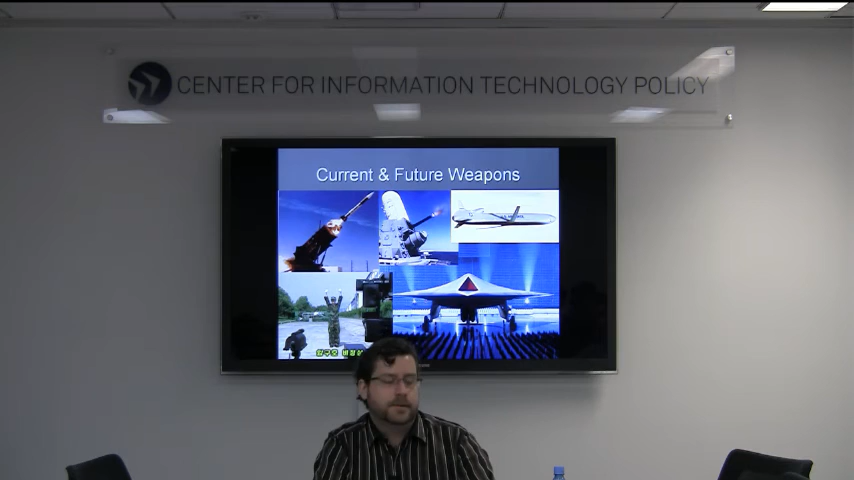 CENTER FOR INFORMATION TECHNOLOGY POLICY
Current & Future Weapons